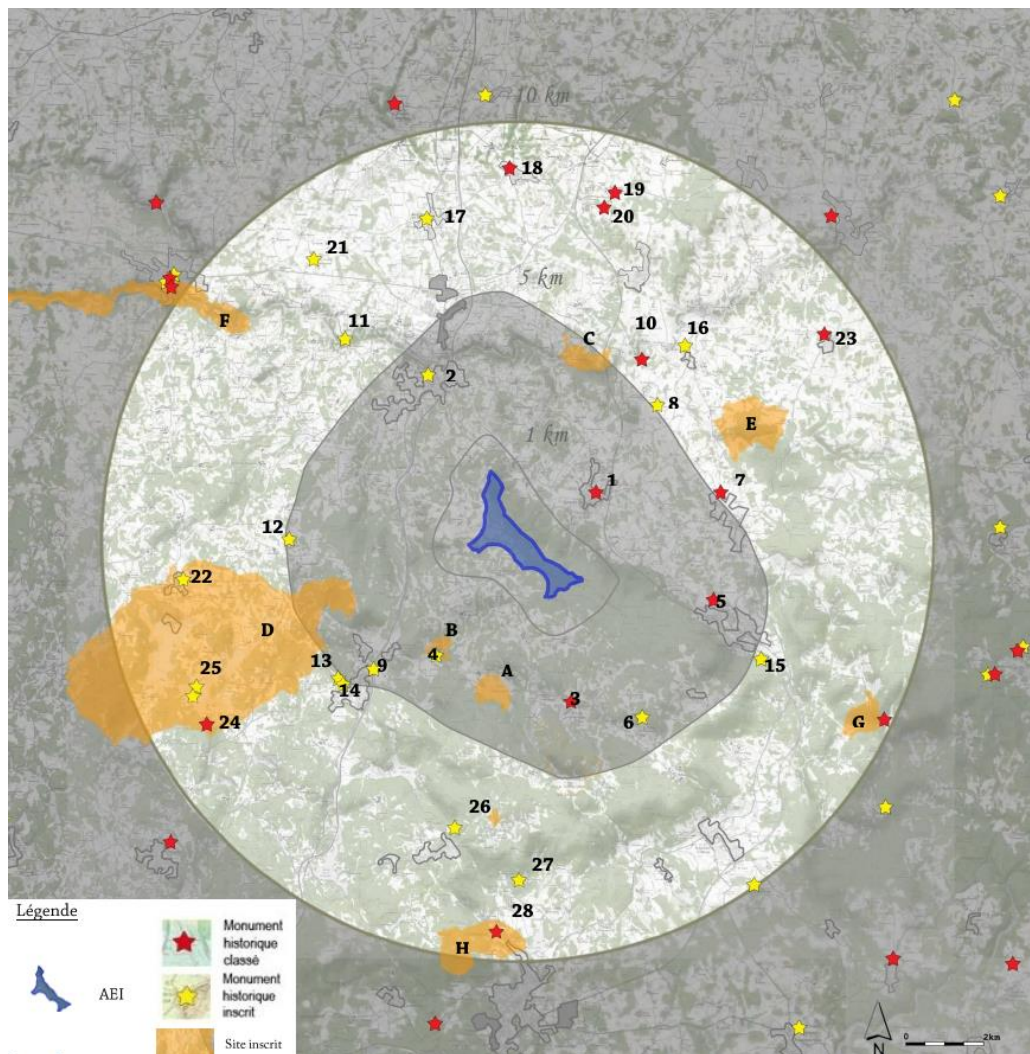 10 km
18
19
20
17
21
5 km
F
11
C
10
16
23
2
8
E
1 km
1
7
12
5
22
D
B
25
13
9
4
14
A
15
24
3
6
G
26
27
28
H
Légende
Monument
historique
classé
AEI
Monument
historique
inscrit
Site inscrit
N
0
2km